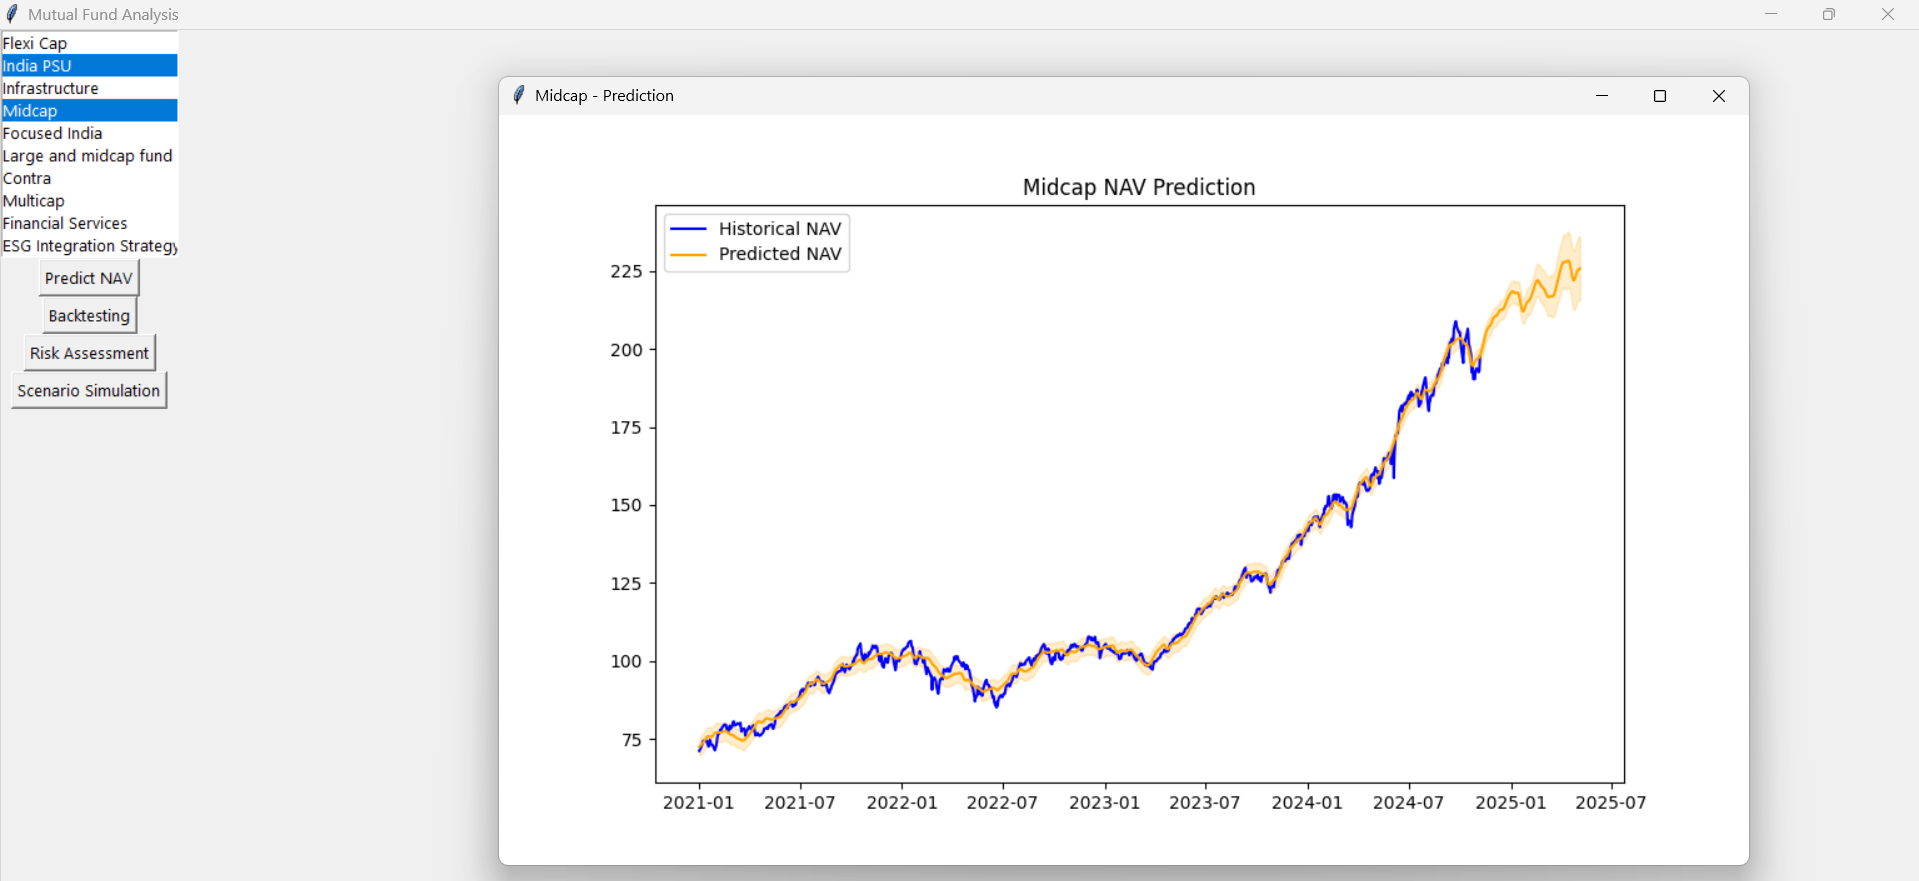 Mutual Fund Analysis
Flexi Cap
India PSU
Infrastructure
Midcap
Focused India
Large and midcap fund
Contra
Multicap
Financial Services
ESG Integration Strategy
Predict NAV
Backtesting
Risk Assessment
Scenario Simulation
Midcap - Prediction
Midcap NAV Prediction
Historical NAV
Predicted NAV
225
200
175
150
125
100
75
2021-01 2021-07 2022-01 2022-07 2023-01 2023-07 2024-01 2024-07 2025-01 2025-07